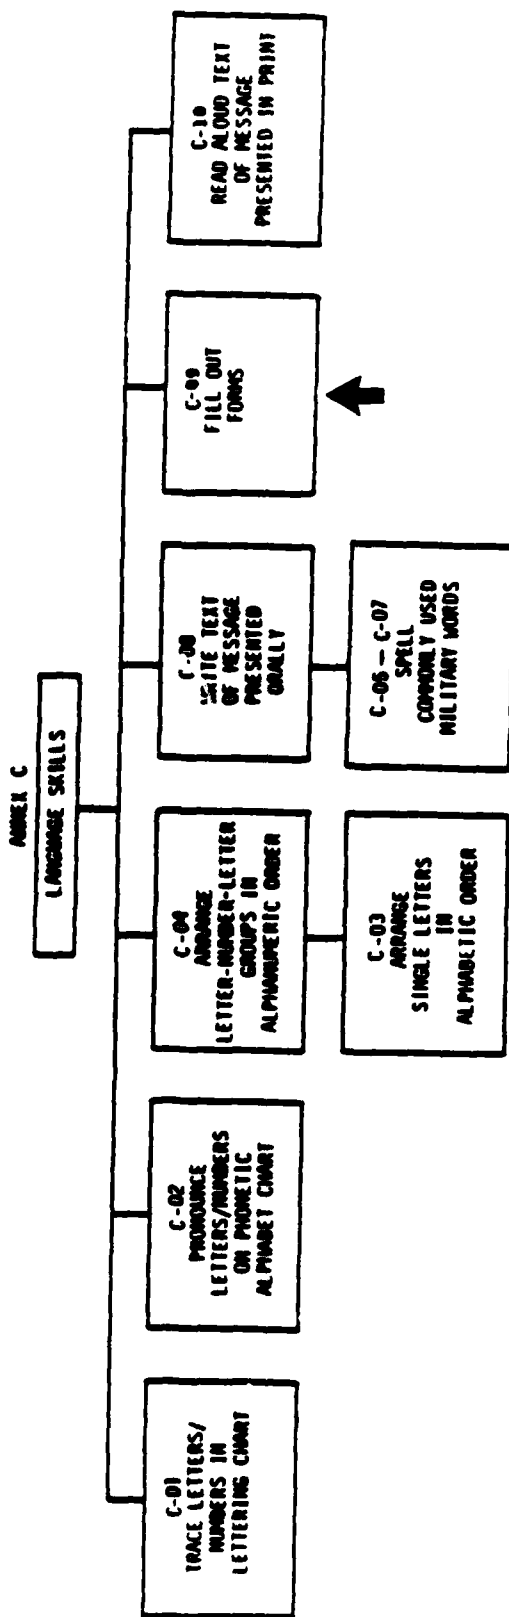 ANNEX C
LANGUAGE SKILLS
C-01
TRACE LETTERS/
NUMBERS IN
LETTERING CHART
C-02
PRONOUNCE
LETTERS/NUMBERS
ON PHONETIC
ALPHABET CHART
C-04
ARRANGE
LETTER-NUMBER-LETTER
GROUPS IN
ALPHANUMERIC ORDER
C-03
ARRANGE
SINGLE LETTERS
IN
ALPHABETIC ORDER
C-08
WRITE TEXT
OF MESSAGE
PRESENTED
ORALLY
C-06 — C-07
SPELL
COMMONLY USED
MILITARY WORDS
C-09
FILL OUT
FORMS
C-10
READ ALOUD TEXT
OF MESSAGE
PRESENTED IN PRINT